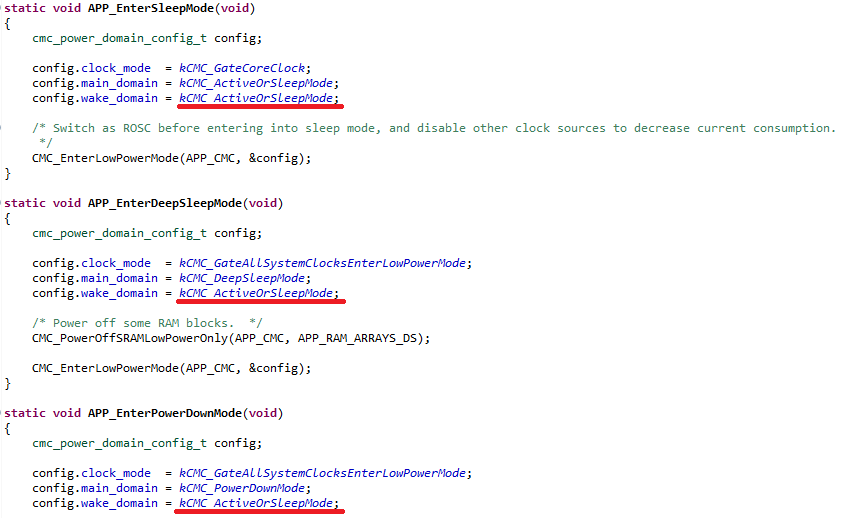 static void APP_EnterSleepMode(void)
{
cmc_power_domain_config_t config;
config.clock_mode  = kCMC_GateCoreClock;
config.main_domain = kCMC_ActiveOrSleepMode;
config.wake_domain = kCMC_ActiveOrSleepMode;
/* Switch as ROSC before entering into sleep mode, and disable other clock sources to decrease current consumption.
*/
CMC_EnterLowPowerMode(APP_CMC, &config);
}
static void APP_EnterDeepSleepMode(void)
{
cmc_power_domain_config_t config;
config.clock_mode  = kCMC_GateAllSystemClocksEnterLowPowerMode;
config.main_domain = kCMC_DeepSleepMode;
config.wake_domain = kCMC_ActiveOrSleepMode;
/* Power off some RAM blocks.  */
CMC_PowerOffSRAMLowPowerOnly(APP_CMC, APP_RAM_ARRAYS_DS);
CMC_EnterLowPowerMode(APP_CMC, &config);
}
static void APP_EnterPowerDownMode(void)
{
cmc_power_domain_config_t config;
config.clock_mode  = kCMC_GateAllSystemClocksEnterLowPowerMode;
config.main_domain = kCMC_PowerDownMode;
config.wake_domain = kCMC_ActiveOrSleepMode;